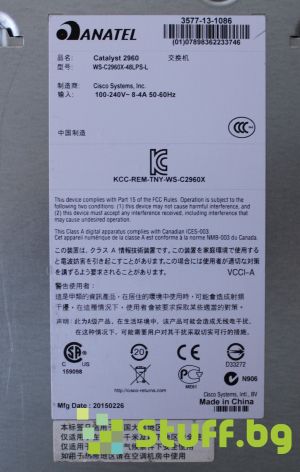 ANATEL
3577-13-1086
(01)07898362233746
品名: Catalyst 2960 交换机
型号: WS-C2960X-48LPS-L
制造商: Cisco Systems, Inc.
输入: 100-240V~ 8-4A 50-60Hz
中国制造
CCC
KCC-REM-TNY-WS-C2960X
This device complies with Part 15 of the FCC Rules. Operation is subject to the
following two conditions: (1) this device may not cause harmful interference, and
(2) this device must accept any interference received, including interference that
may cause undesired operation.
This Class A digital apparatus complies with Canadian ICES-003.
Cet appareil numérique de la classe A est conforme à la norme NMB-003 du Canada.
この装置は、クラス A 情報技術装置です。この装置を家庭環境で使用する
と電波妨害を引き起こすことがあります。この場合には使用者が適切な対
策を講ずるよう要求されることがあります。
VCCI-A
警告使用者:
這是甲類的資訊產品，在居住的環境中使用時，可能會造成射頻
干擾，在這種情況下，使用者會被要求採取某些適當的對策。
声明: 此为A级产品，在生活环境中，该产品可能会造成无线电干
扰，在这种情况下，可能需要用户对其干扰采取切实可行的措施。
159098
http://cisco-returns.com
ME61
D33272
N906
Cisco Systems, Intl., BV
Made in China
Mfg Date : 20150226
stuff.bg